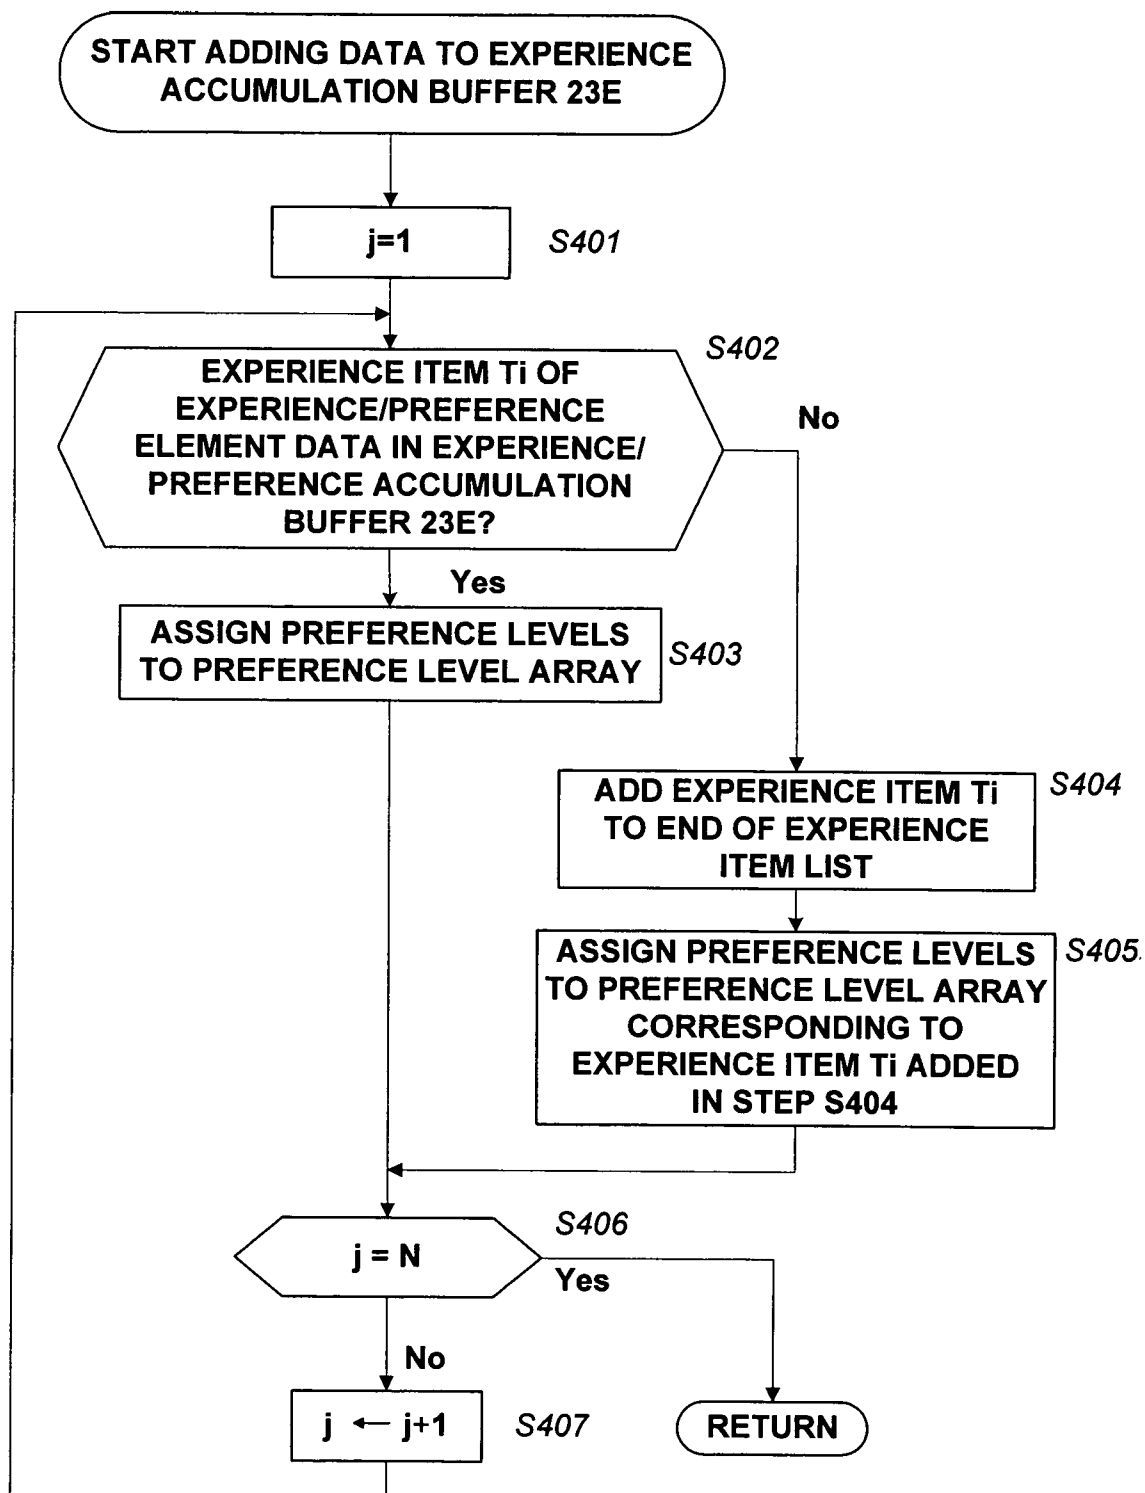 START ADDING DATA TO EXPERIENCE
ACCUMULATION BUFFER 23E
j=1
S401
S402
EXPERIENCE ITEM Ti OF
EXPERIENCE/PREFERENCE
ELEMENT DATA IN EXPERIENCE/
PREFERENCE ACCUMULATION
BUFFER 23E?
No
Yes
ASSIGN PREFERENCE LEVELS
TO PREFERENCE LEVEL ARRAY
S403
ADD EXPERIENCE ITEM Ti
TO END OF EXPERIENCE
ITEM LIST
S404
ASSIGN PREFERENCE LEVELS
TO PREFERENCE LEVEL ARRAY
CORRESPONDING TO
EXPERIENCE ITEM Ti ADDED
IN STEP S404
S405
j = N
S406
Yes
No
j ← j+1
S407
RETURN